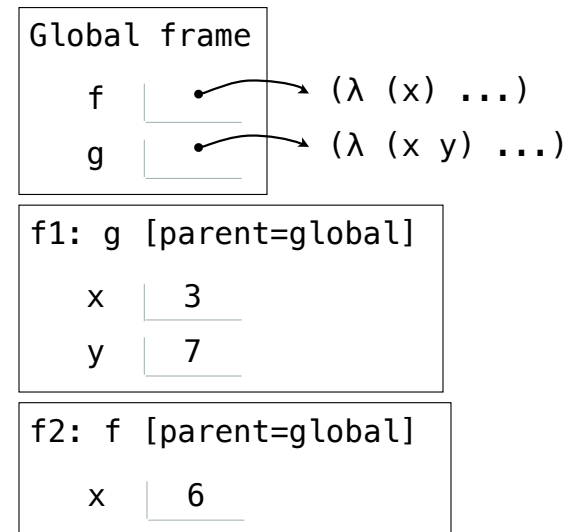 Global frame
f (λ (x) ...)
g (λ (x y) ...)
f1: g [parent=global]
x 3
y 7
f2: f [parent=global]
x 6